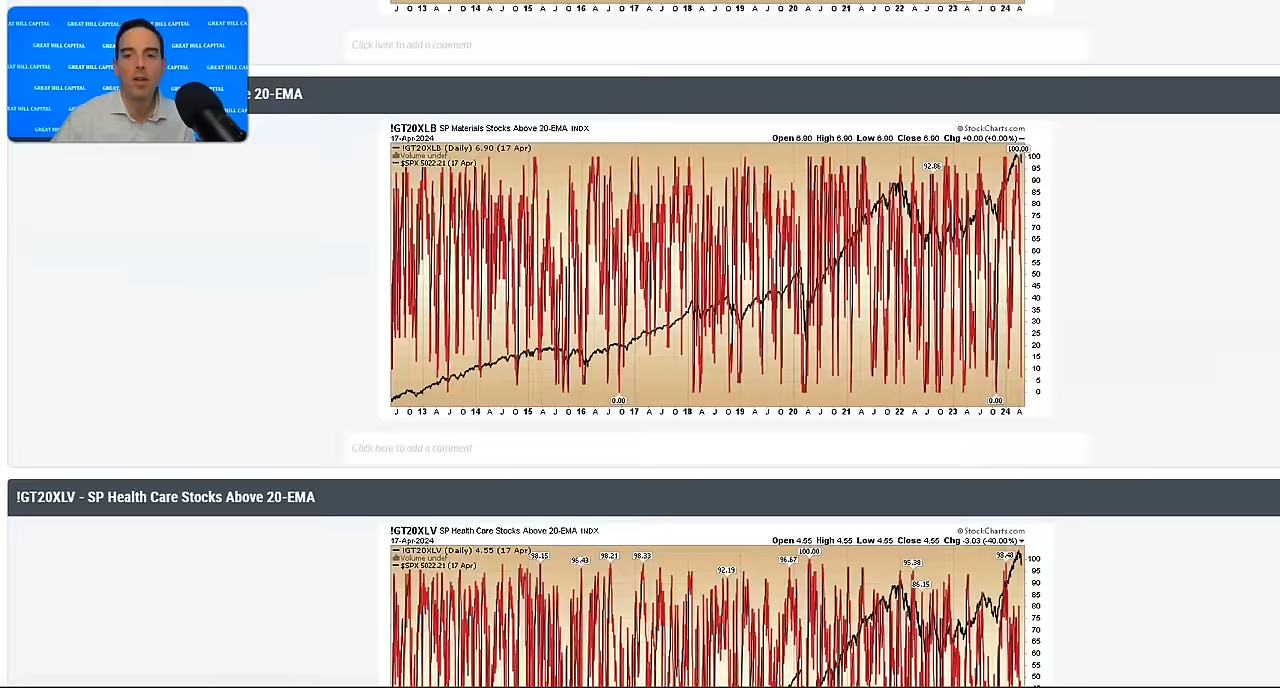 J O 13 A J O 14 A J O 15 A J O 16 A J O 17 A J O 18 A J O 19 A J O 20 A J O 21 A J O 22 A J O 23 A J O 24 A
Click here to add a comment
GREAT HILL CAPITAL
20-EMA
!GT20XLB SP Materials Stocks Above 20-EMA INDX
© StockCharts.com
17-Apr-2024
Open 6.90 High 6.90 Low 6.90 Close 6.90 Chg +0.00 (+0.00%)
!GT20XLB (Daily) 6.90 (17 Apr)
Volume undef
$SPX 5022.21 (17 Apr)
100.00
92.86
100
95
90
85
80
75
70
65
60
55
50
45
40
35
30
25
20
15
10
5
0
0.00
0.00
J O 13 A J O 14 A J O 15 A J O 16 A J O 17 A J O 18 A J O 19 A J O 20 A J O 21 A J O 22 A J O 23 A J O 24 A
Click here to add a comment
!GT20XLV - SP Health Care Stocks Above 20-EMA
!GT20XLV SP Health Care Stocks Above 20-EMA INDX
© StockCharts.com
17-Apr-2024
Open 4.55 High 4.55 Low 4.55 Close 4.55 Chg -3.03 (-40.00%)
!GT20XLV (Daily) 4.55 (17 Apr)
Volume undef
$SPX 5022.21 (17 Apr)
98.15
98.21
98.33
92.19
96.67
100.00
95.38
86.15
100
95
90
85
80
75
70
65
60
55
50